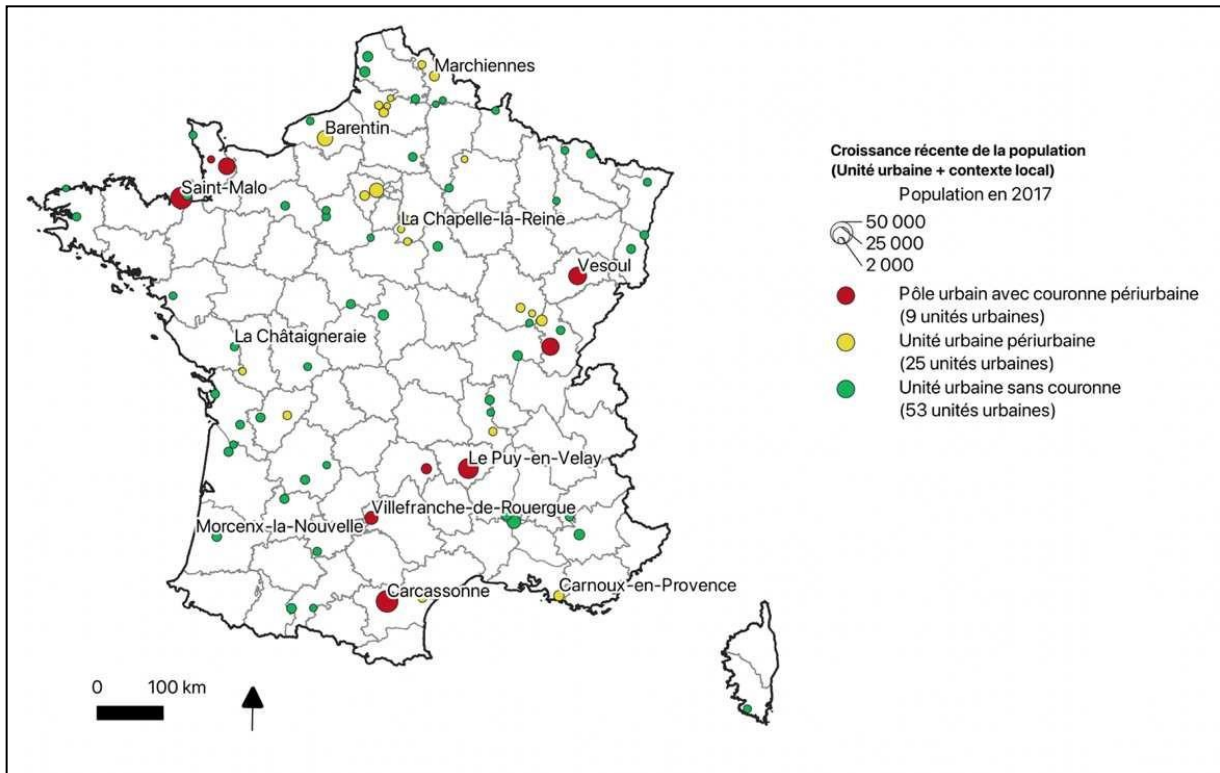 Marchiennes
Barentin
Saint-Malo
La Chapelle-la-Reine
Vesoul
La Châtaigneraie
Le Puy-en-Velay
Villefranche-de-Rouergue
Morcenx-la-Nouvelle
Carcassonne
Carnoux-en-Provence
0 100 km
Croissance récente de la population
(Unité urbaine + contexte local)
Population en 2017
50 000
25 000
2 000
Pôle urbain avec couronne périurbaine
(9 unités urbaines)
Unité urbaine périurbaine
(25 unités urbaines)
Unité urbaine sans couronne
(53 unités urbaines)